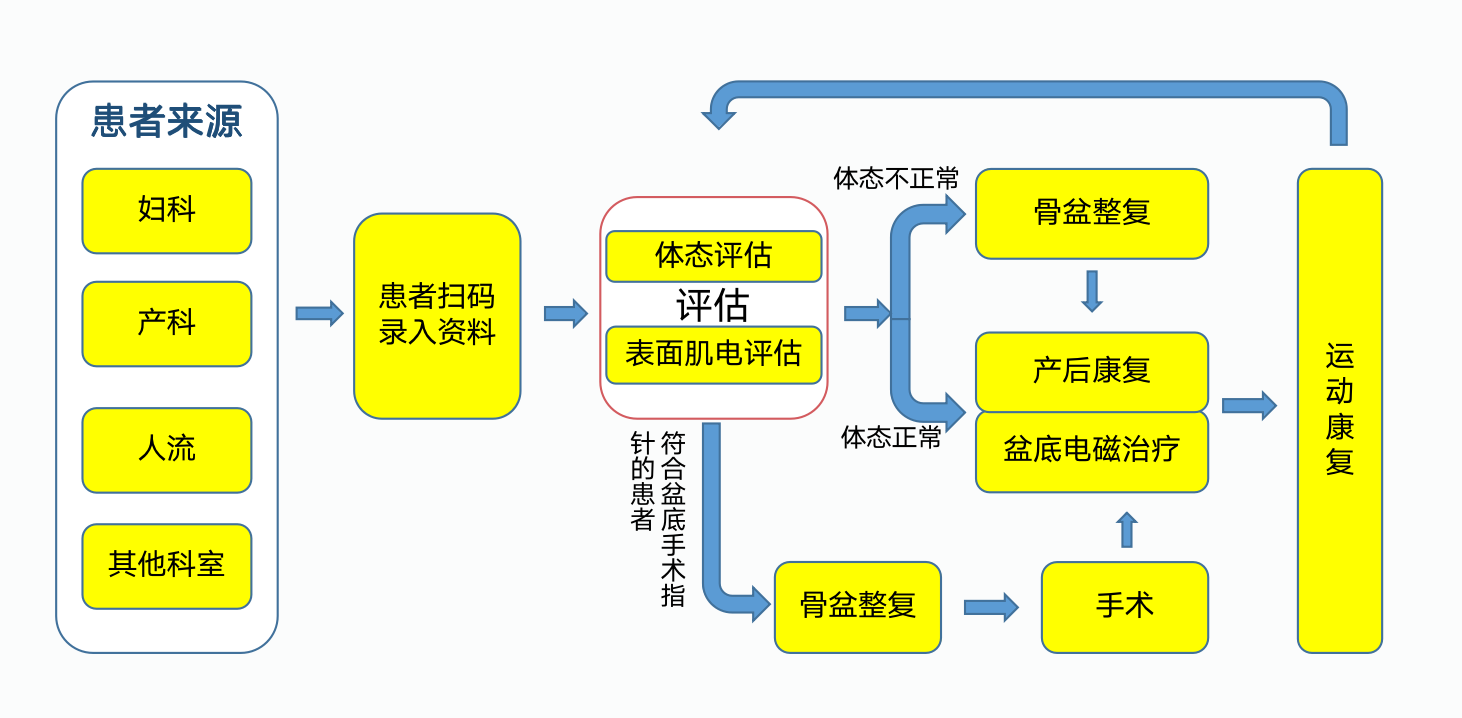 患者来源
妇科
产科
人流
其他科室
患者扫码
录入资料
体态评估
评估
表面肌电评估
体态不正常
体态正常
骨盆整复
产后康复
盆底电磁治疗
符合盆底手术指
针的患者
骨盆整复
手术
运动康复